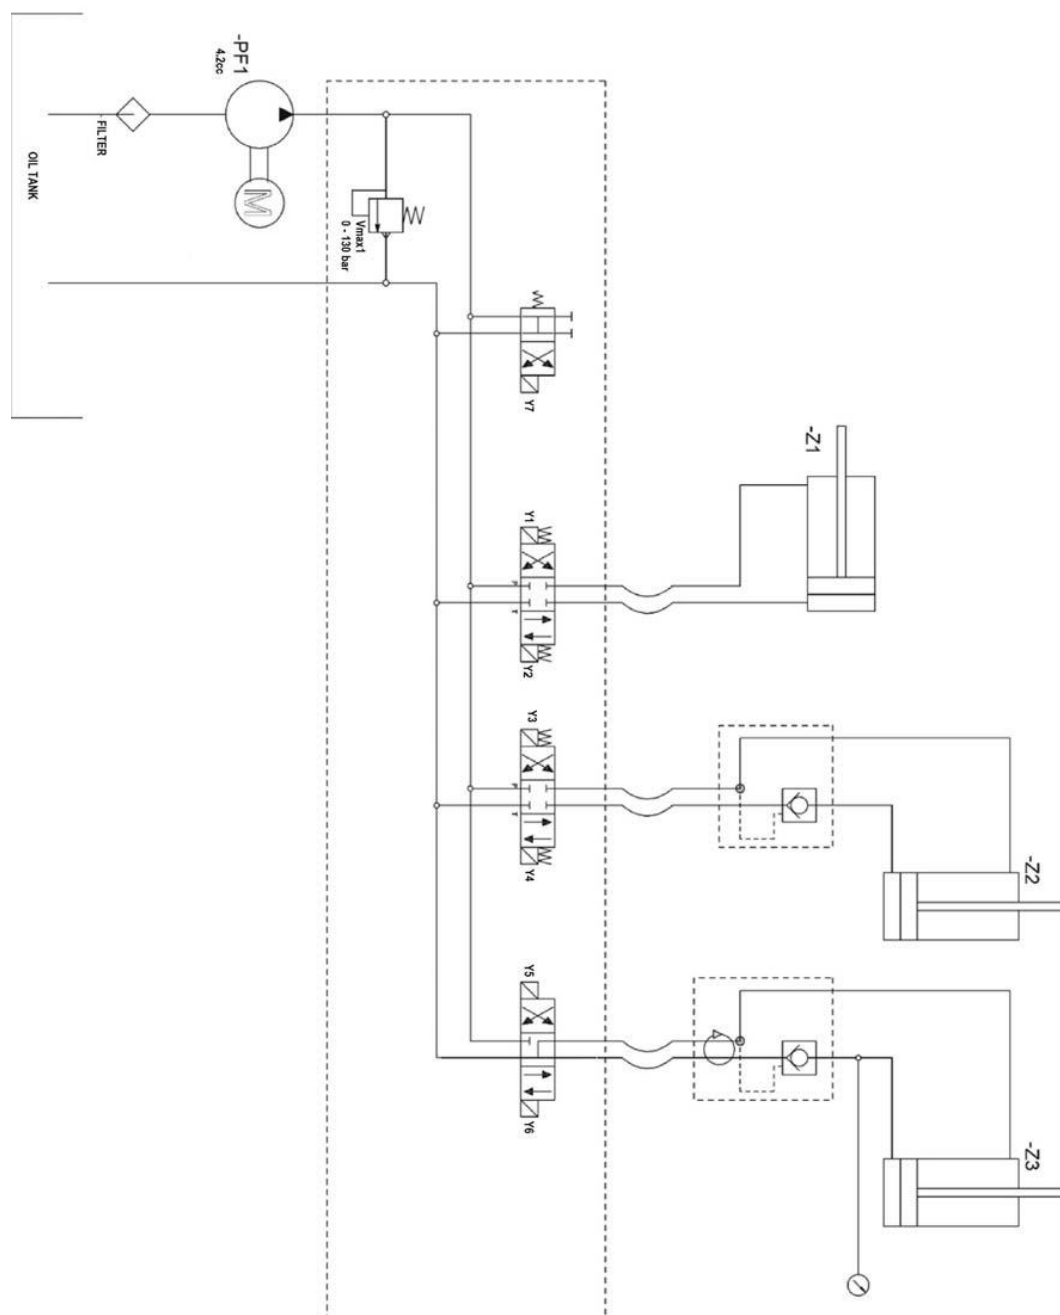 -PF1
4.2cc
- FILTER
OIL TANK
M
Vmax1
0 - 130 bar
Y7
-Z1
Y1
P
T
Y2
Y3
P
T
Y4
-Z2
Y5
Y6
-Z3